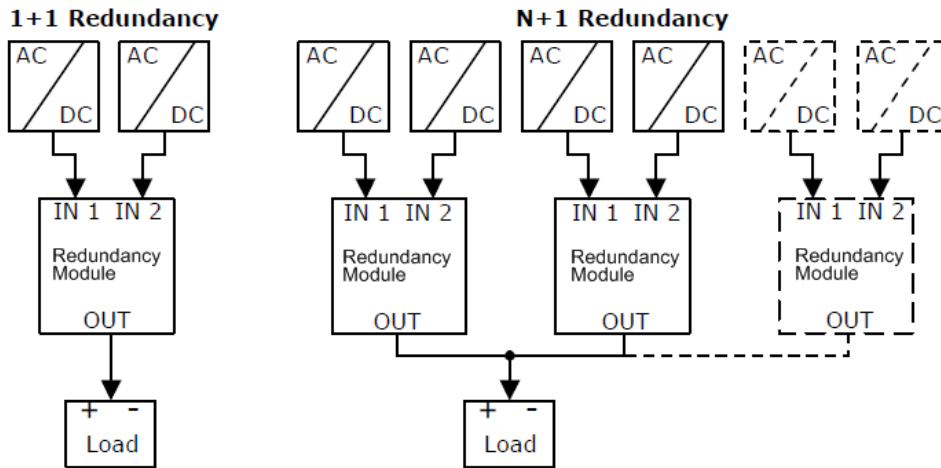 1+1 Redundancy
N+1 Redundancy
AC AC AC AC AC AC AC AC
DC DC DC DC DC DC DC DC
IN 1 IN 2 IN 1 IN 2 IN 1 IN 2 IN 1 IN 2
Redundancy Redundancy Redundancy Redundancy
Module Module Module Module
OUT OUT OUT OUT
+ - + -
Load Load